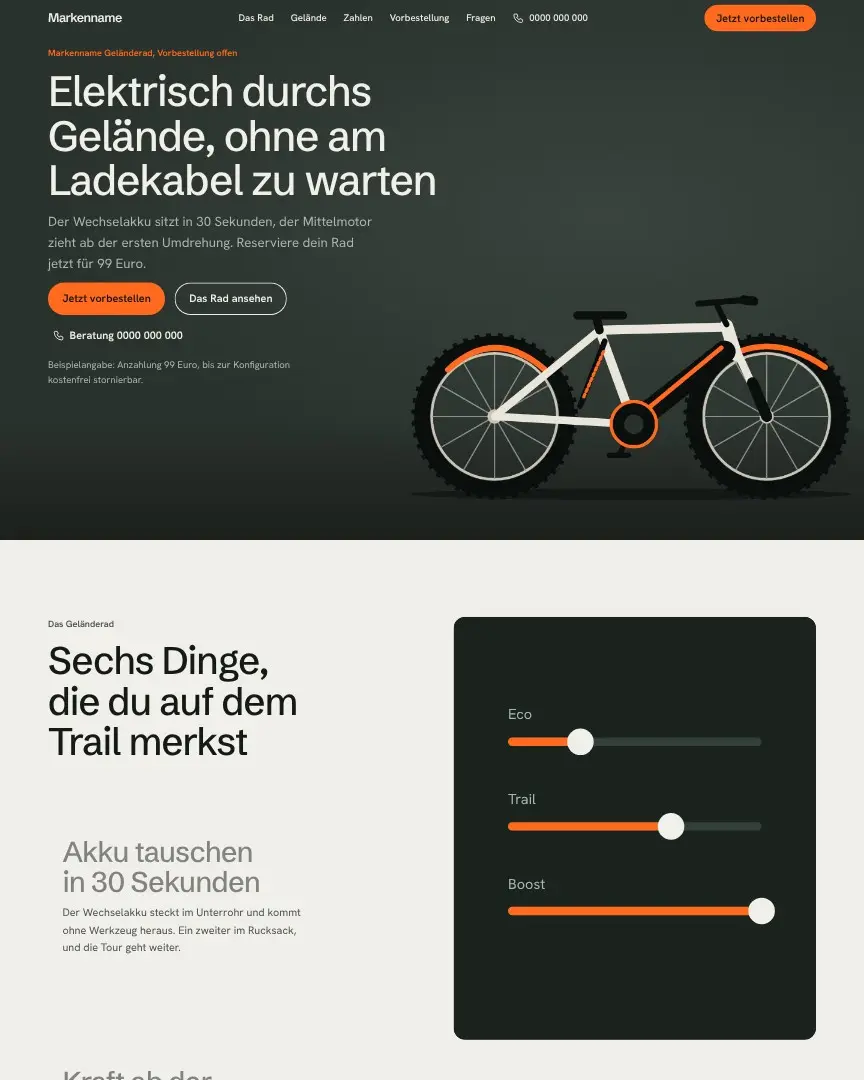 Markenname
Das Rad
Gelände
Zahlen
Vorbestellung
Fragen
0000 000 000
Jetzt vorbestellen
Markenname Geländerad, Vorbestellung offen
Elektrisch durchs
Gelände, ohne am
Ladekabel zu warten
Der Wechselakku sitzt in 30 Sekunden, der Mittelmotor
zieht ab der ersten Umdrehung. Reserviere dein Rad
jetzt für 99 Euro.
Jetzt vorbestellen
Das Rad ansehen
Beratung 0000 000 000
Beispielangabe: Anzahlung 99 Euro, bis zur Konfiguration
kostenfrei stornierbar.
Das Geländerad
Sechs Dinge,
die du auf dem
Trail merkst
Akku tauschen
in 30 Sekunden
Der Wechselakku steckt im Unterrohr und kommt
ohne Werkzeug heraus. Ein zweiter im Rucksack,
und die Tour geht weiter.
Eco
Trail
Boost
Kraft ab der